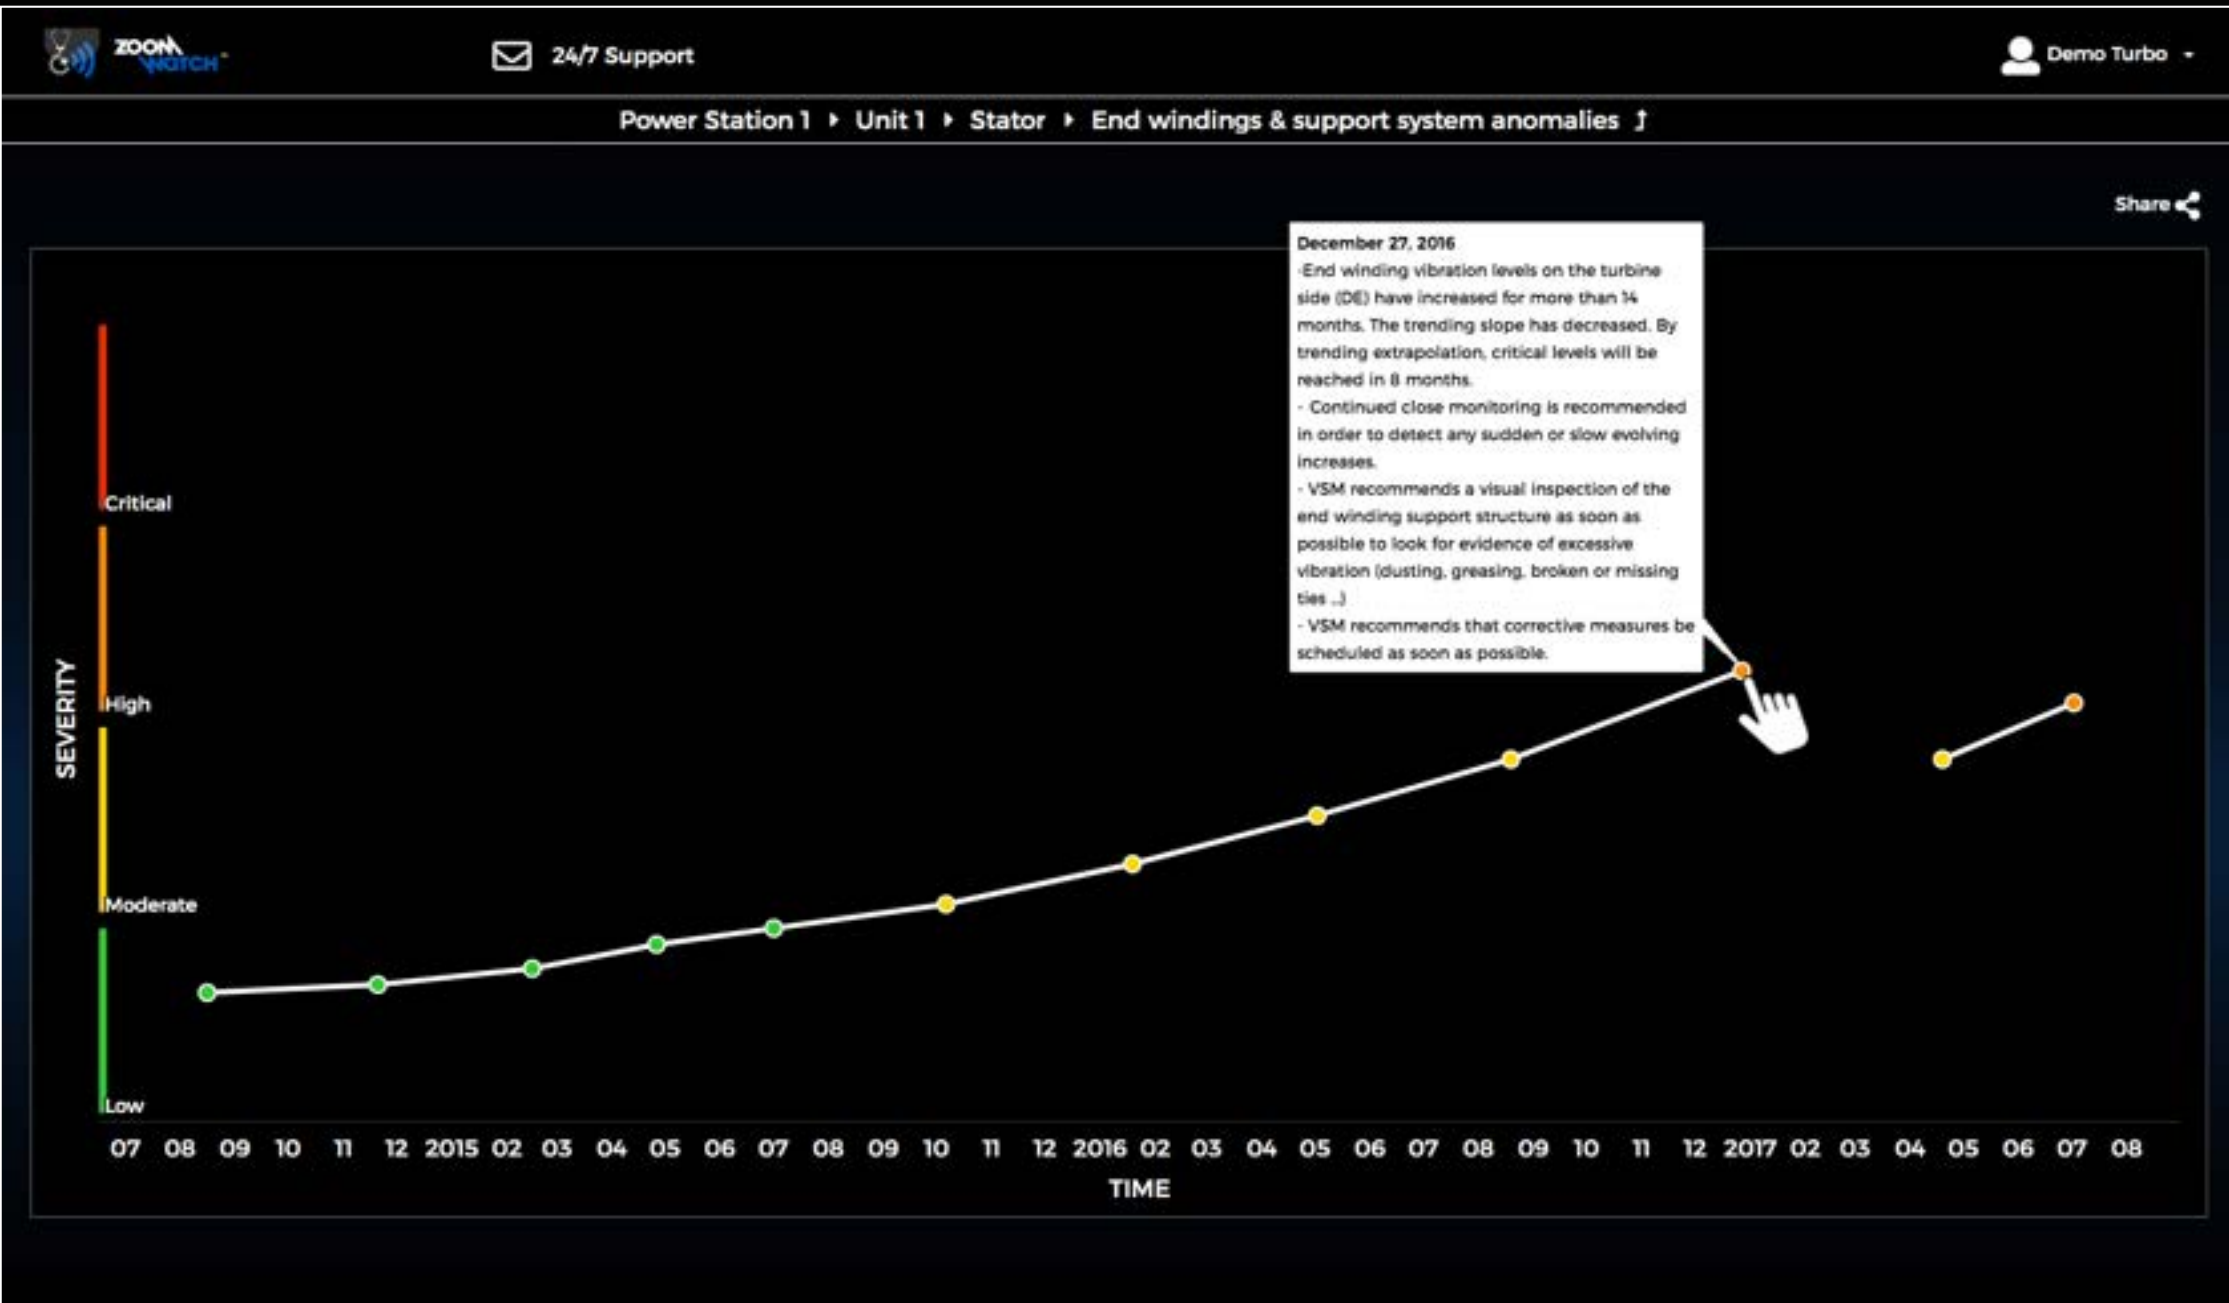 ZOOM
WATCH
24/7 Support
Demo Turbo
Power Station 1 Unit 1 Stator End windings & support system anomalies
Share
December 27, 2016
-End winding vibration levels on the turbine
side (DE) have increased for more than 14
months. The trending slope has decreased. By
trending extrapolation, critical levels will be
reached in 8 months.
- Continued close monitoring is recommended
in order to detect any sudden or slow evolving
increases.
- VSM recommends a visual inspection of the
end winding support structure as soon as
possible to look for evidence of excessive
vibration (dusting, greasing, broken or missing
ties ...)
- VSM recommends that corrective measures be
scheduled as soon as possible.
Critical
High
SEVERITY
Moderate
Low
07 08 09 10 11 12 2015 02 03 04 05 06 07 08 09 10 11 12 2016 02 03 04 05 06 07 08 09 10 11 12 2017 02 03 04 05 06 07 08
TIME